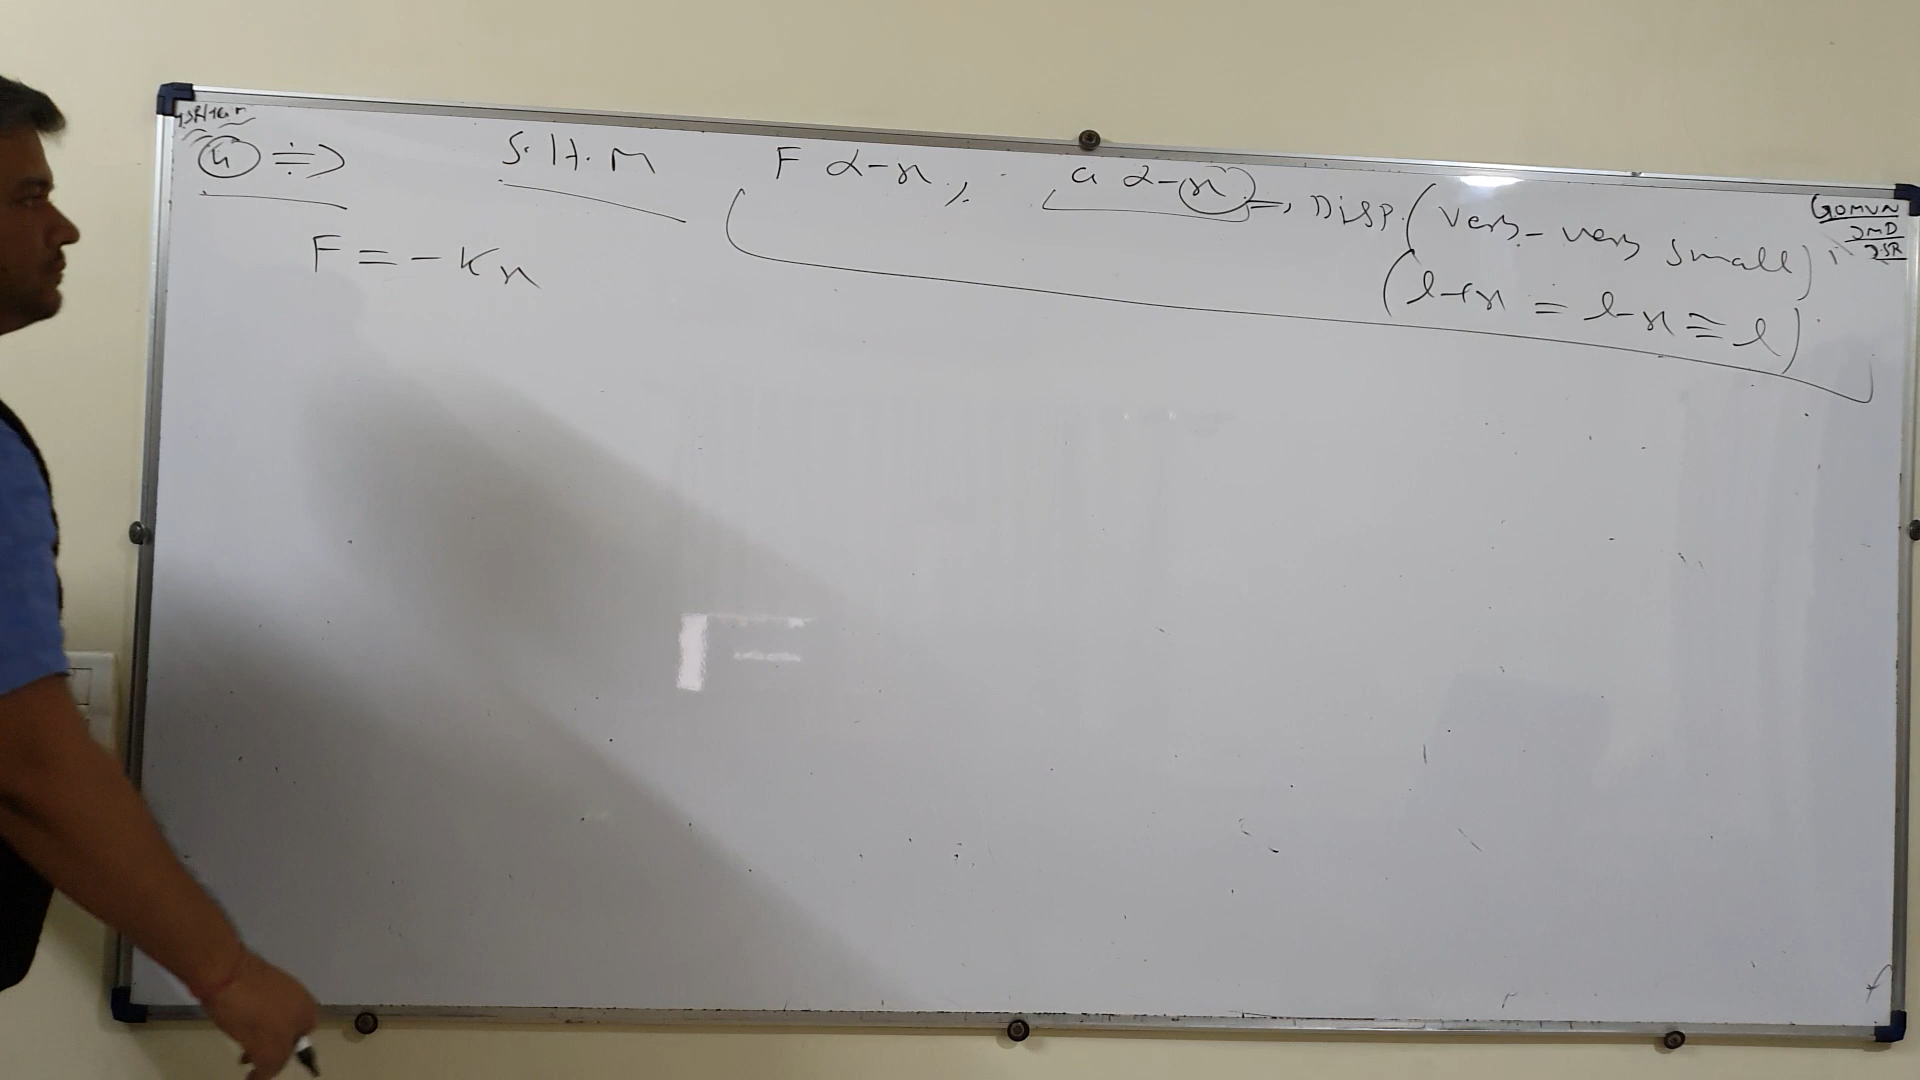 4 ⇒ S.H.M F α -x, a α -x ⇒ Disp. (very-very small)
(l+x = l-x ≅ l)
F = -Kx
GOMUN
JMD
JSR